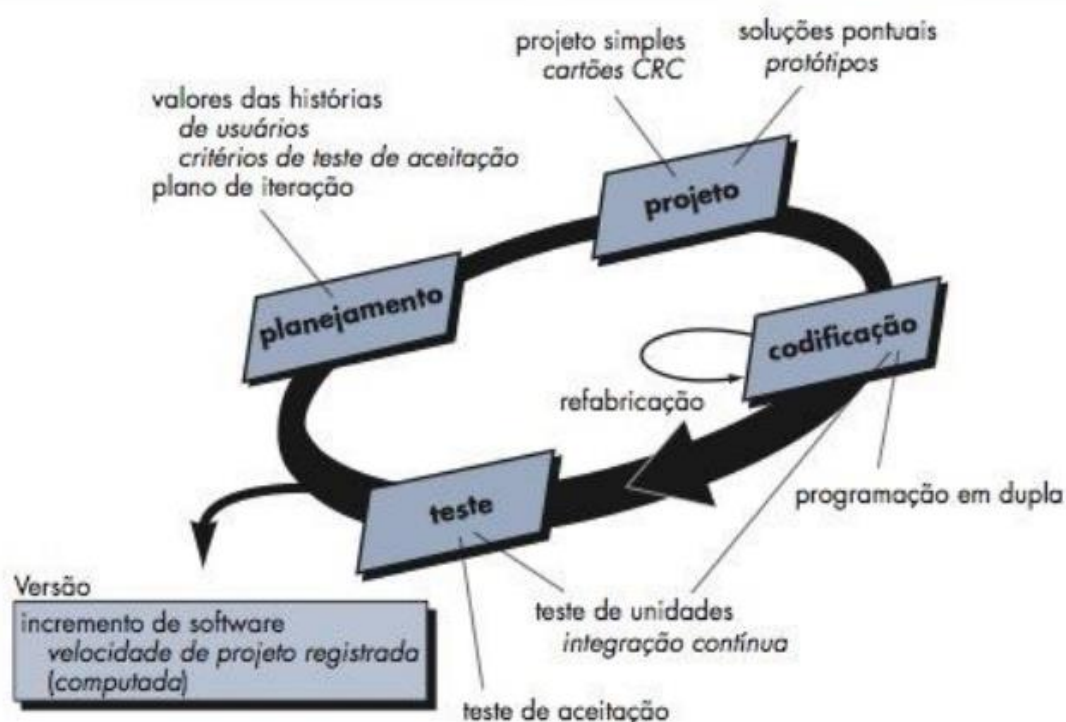 projeto simples
cartões CRC
soluções pontuais
protótipos
valores das histórias
de usuários
critérios de teste de aceitação
plano de iteração
projeto
planejamento
codificação
refabricação
programação em dupla
teste
teste de unidades
integração contínua
teste de aceitação
Versão
incremento de software
velocidade de projeto registrada
(computada)